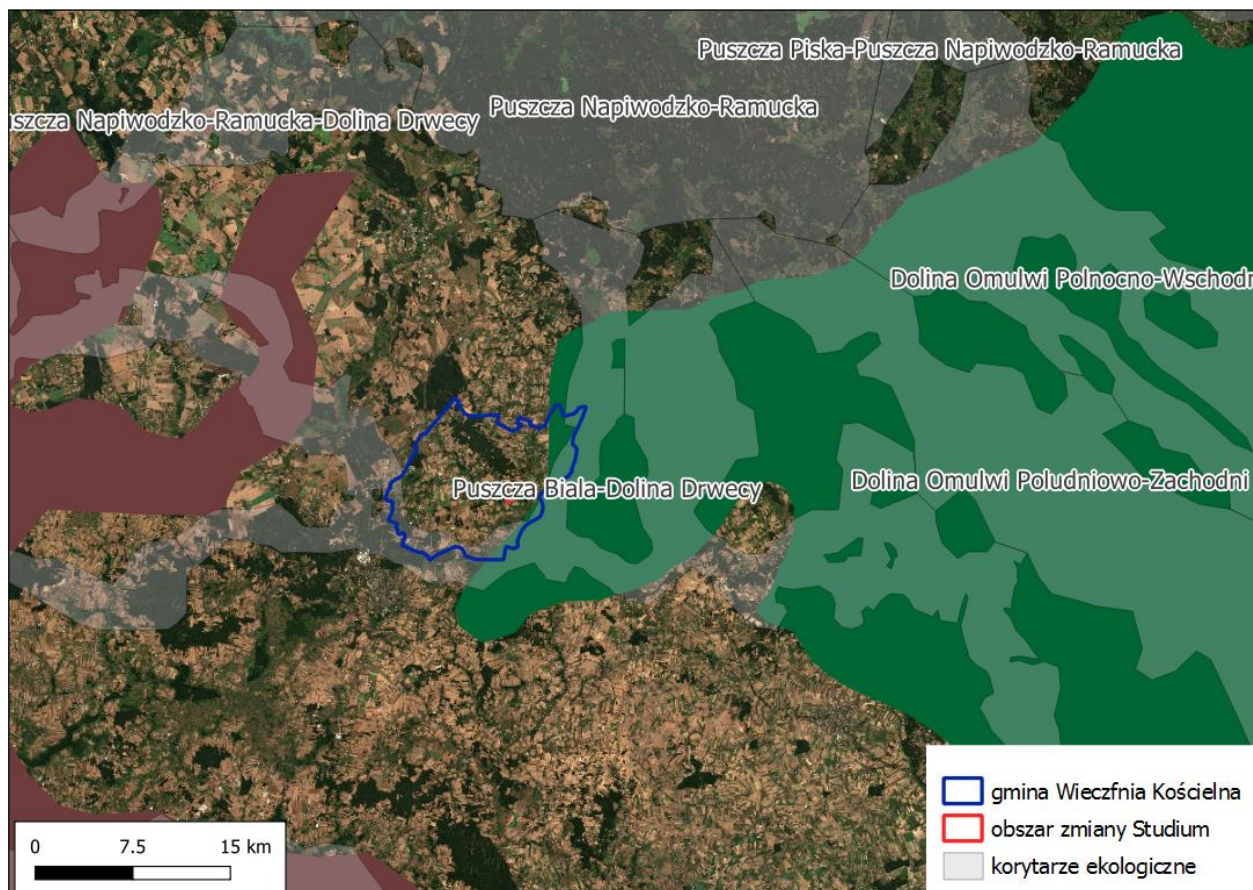 Puszcza Piska-Puszcza Napiwodzko-Ramucka
Puszcza Napiwodzko-Ramucka
uszcza Napiwodzko-Ramucka-Dolina Drwecy
Dolina Omulwi Polnocno-Wschodn
Puszcza Biala-Dolina Drwecy
Dolina Omulwi Poludniowo-Zachodni
gmina Wieczfnia Kościelna
obszar zmiany Studium
korytarze ekologiczne
0 7.5 15 km